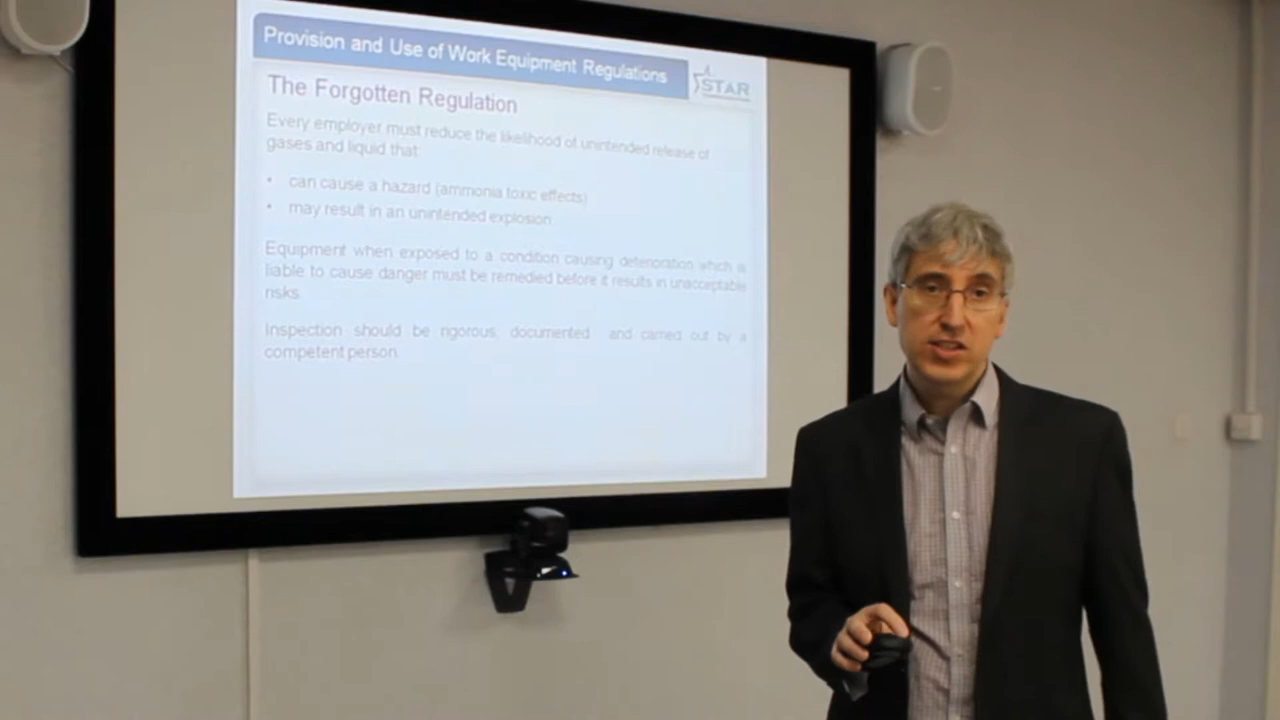 Provision and Use of Work Equipment Regulations
STAR
The Forgotten Regulation
Every employer must reduce the likelihood of unintended release of
gases and liquid that:
• can cause a hazard (ammonia toxic effects)
• may result in an unintended explosion.
Equipment when exposed to a condition causing deterioration which is
liable to cause danger must be remedied before it results in unacceptable
risks.
Inspection should be rigorous, documented and carried out by a
competent person.